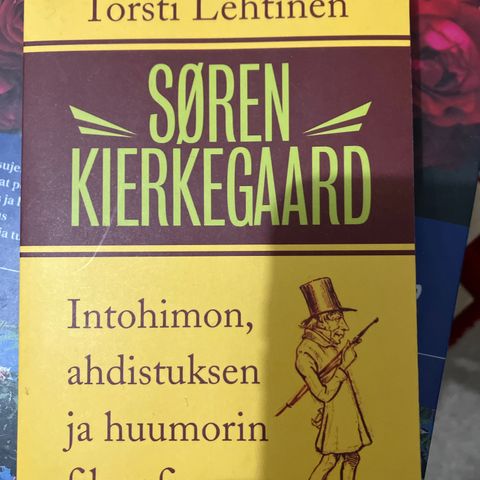 Torsti Lehtinen
SØREN
KIERKEGAARD
Intohimon,
ahdistuksen
ja huumorin